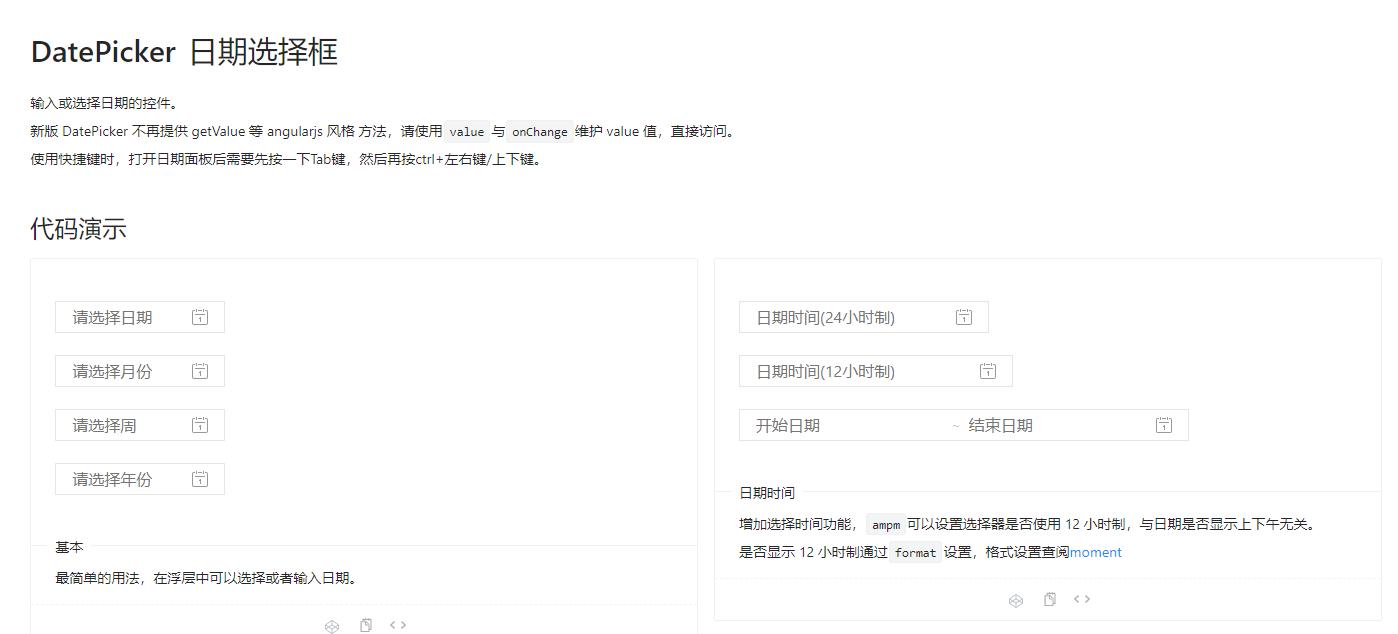 DatePicker 日期选择框
输入或选择日期的控件。
新版 DatePicker 不再提供 getValue 等 angularjs 风格 方法，请使用 value 与 onChange 维护 value 值，直接访问。
使用快捷键时，打开日期面板后需要先按一下Tab键，然后再按ctrl+左右键/上下键。
代码演示
请选择日期
请选择月份
请选择周
请选择年份
基本
最简单的用法，在浮层中可以选择或者输入日期。
日期时间(24小时制)
日期时间(12小时制)
开始日期 ~ 结束日期
日期时间
增加选择时间功能， ampm 可以设置选择器是否使用 12 小时制，与日期是否显示上下午无关。
是否显示 12 小时制通过 format 设置，格式设置查阅moment